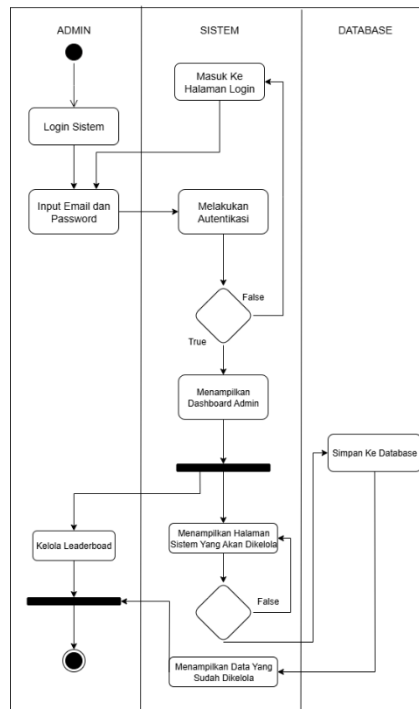 ADMIN
SISTEM
DATABASE
Masuk Ke
Halaman Login
Login Sistem
Input Email dan
Password
Melakukan
Autentikasi
False
True
Menampilkan
Dashboard Admin
Simpan Ke Database
Kelola Leaderboad
Menampilkan Halaman
Sistem Yang Akan Dikelola
False
Menampilkan Data Yang
Sudah Dikelola